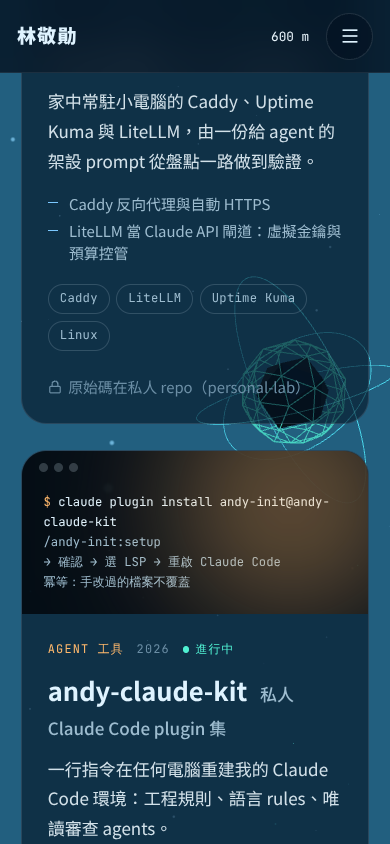 林敬勛
600 m
家中常駐小電腦的 Caddy、Uptime
Kuma 與 LiteLLM，由一份給 agent 的
架設 prompt 從盤點一路做到驗證。
Caddy 反向代理與自動 HTTPS
LiteLLM 當 Claude API 閘道：虛擬金鑰與
預算控管
Caddy LiteLLM Uptime Kuma
Linux
原始碼在私人 repo（personal-lab）
$ claude plugin install andy-init@andy-
claude-kit
/andy-init:setup
→ 確認 → 選 LSP → 重啟 Claude Code
冪等：手改過的檔案不覆蓋
AGENT 工具 2026 進行中
andy-claude-kit 私人
Claude Code plugin 集
一行指令在任何電腦重建我的 Claude
Code 環境：工程規則、語言 rules、唯
讀審查 agents。